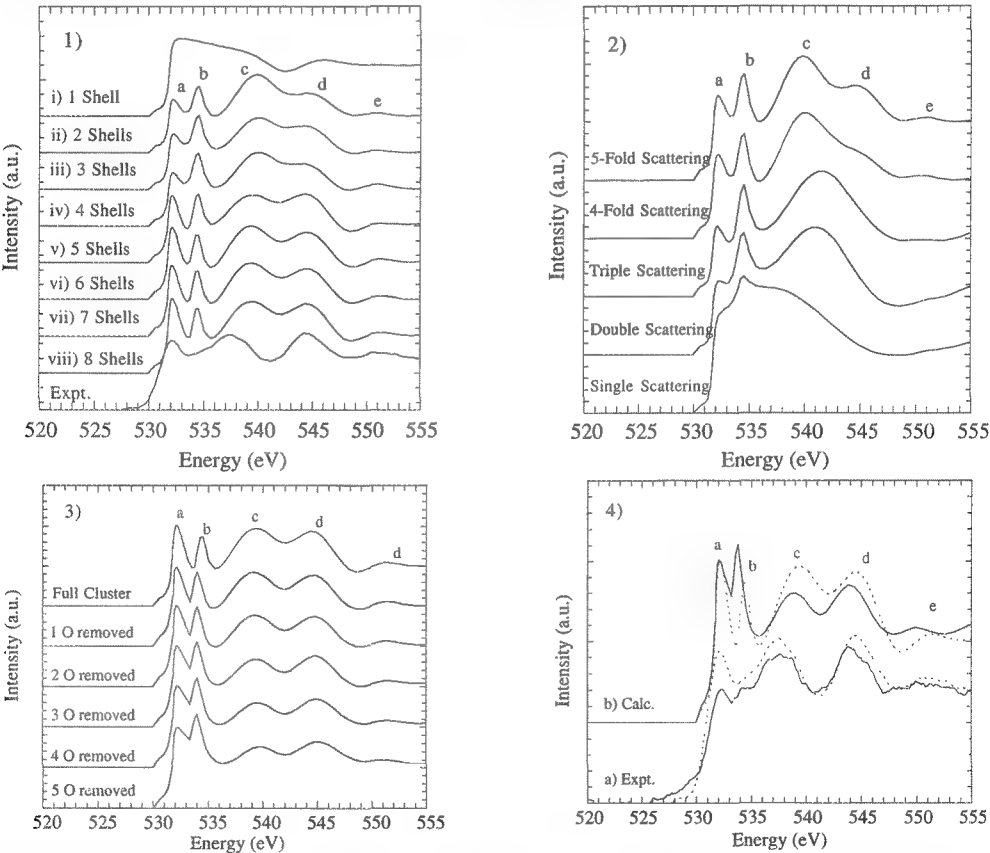 1)
a
b
c
d
e
i) 1 Shell
ii) 2 Shells
iii) 3 Shells
iv) 4 Shells
v) 5 Shells
vi) 6 Shells
vii) 7 Shells
viii) 8 Shells
Expt.
Intensity (a.u.)
520 525 530 535 540 545 550 555
Energy (eV)
2)
a
b
c
d
e
5-Fold Scattering
4-Fold Scattering
Triple Scattering
Double Scattering
Single Scattering
Intensity (a.u.)
520 525 530 535 540 545 550 555
Energy (eV)
3)
a
b
c
d
d
Full Cluster
1 O removed
2 O removed
3 O removed
4 O removed
5 O removed
Intensity (a.u.)
520 525 530 535 540 545 550 555
Energy (eV)
4)
a
b
c
d
e
b) Calc.
a) Expt.
Intensity (a.u.)
520 525 530 535 540 545 550 555
Energy (eV)